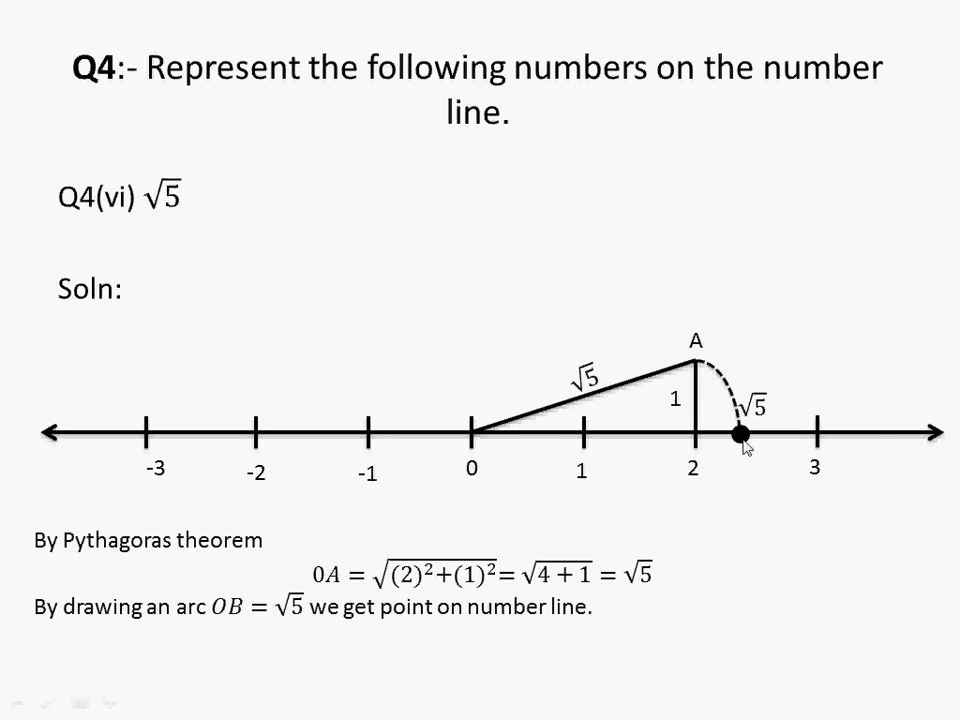 Q4:- Represent the following numbers on the number
line.
Q4(vi) √5
Soln:
A
√5
1
√5
-3 -2 -1 0 1 2 3
By Pythagoras theorem
0A = √(2)²+(1)² = √4 + 1 = √5
By drawing an arc OB = √5 we get point on number line.